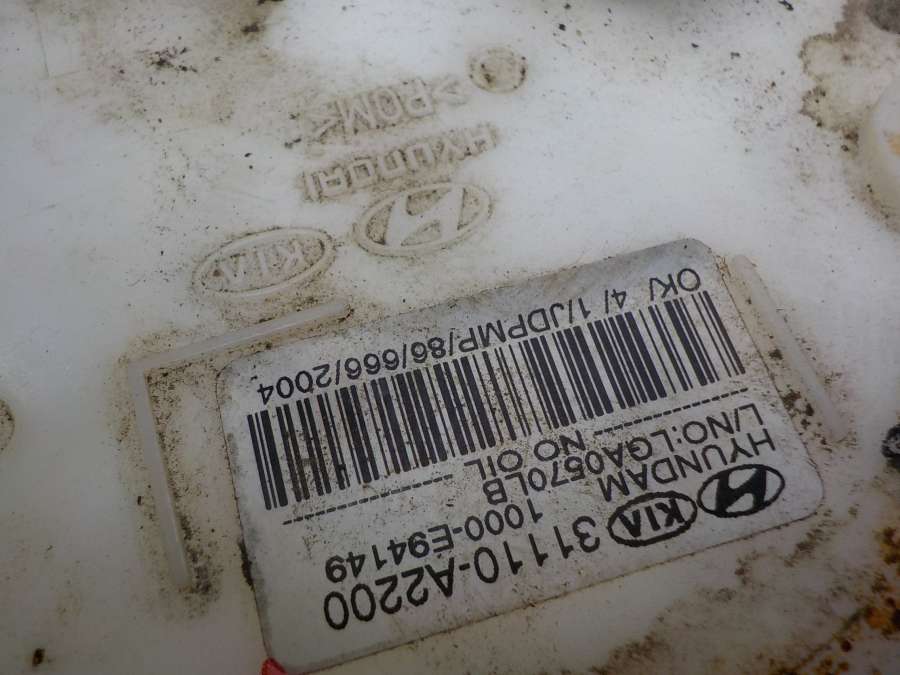 KIA 31110-A2200
HYUNDAM 1000-E94149
L/NO:LGA0570LB
NO OIL
OK/ 4/ 1/JDPMP/86/666/2004
KIA
HYUNDAI
>POM<